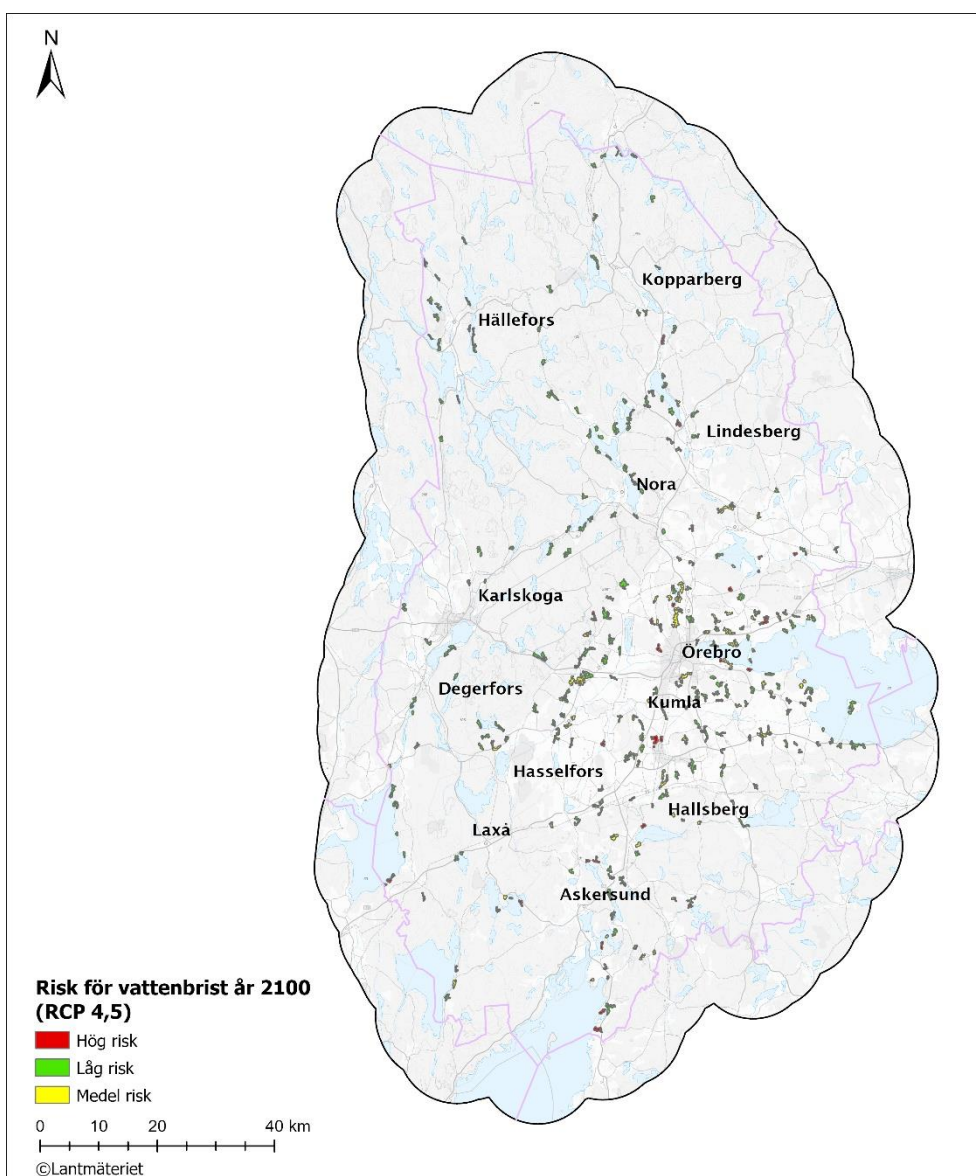 N
Kopparberg
Hällefors
Lindesberg
Nora
Karlskoga
Örebro
Degerfors
Kumla
Hasselfors
Hallsberg
Laxå
Askersund
Risk för vattenbrist år 2100
(RCP 4,5)
Hög risk
Låg risk
Medel risk
0 10 20 40 km
©Lantmäteriet